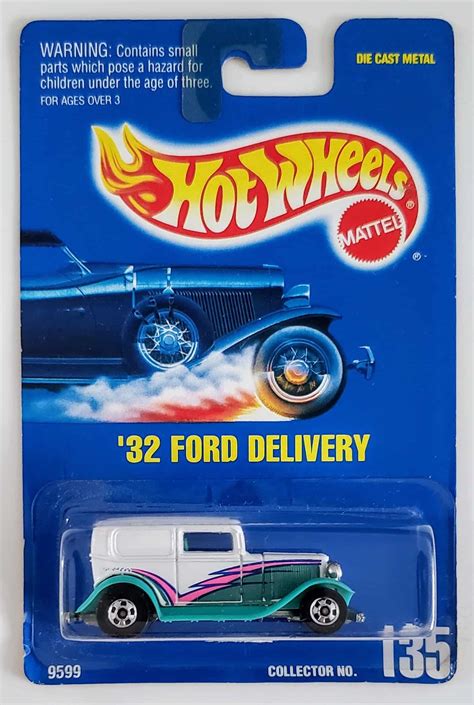 WARNING: Contains small
parts which pose a hazard for
children under the age of three.
FOR AGES OVER 3
DIE CAST METAL
HOT WHEELS
®
MATTEL
®
'32 FORD DELIVERY
9599
COLLECTOR NO.
135